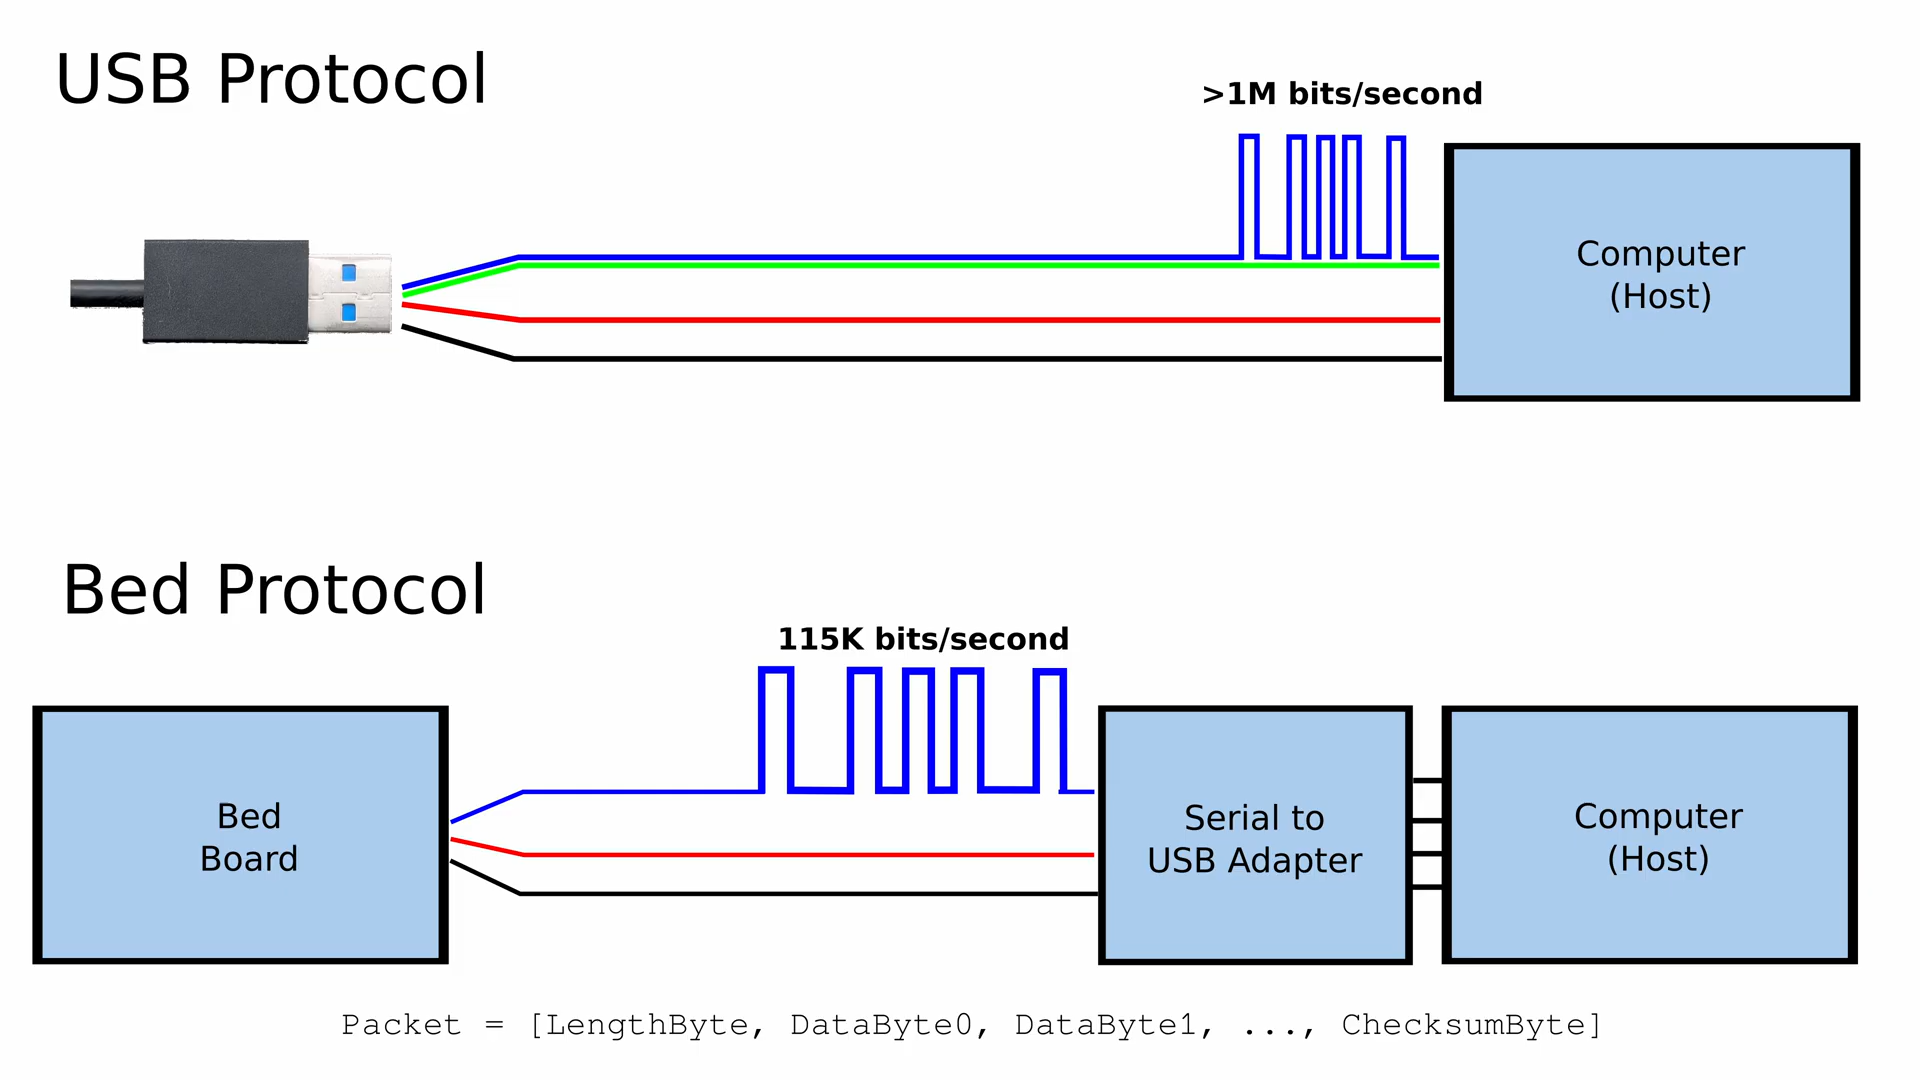 USB Protocol
>1M bits/second
Computer
(Host)
Bed Protocol
115K bits/second
Bed
Board
Serial to
USB Adapter
Computer
(Host)
Packet = [LengthByte, DataByte0, DataByte1, ..., ChecksumByte]